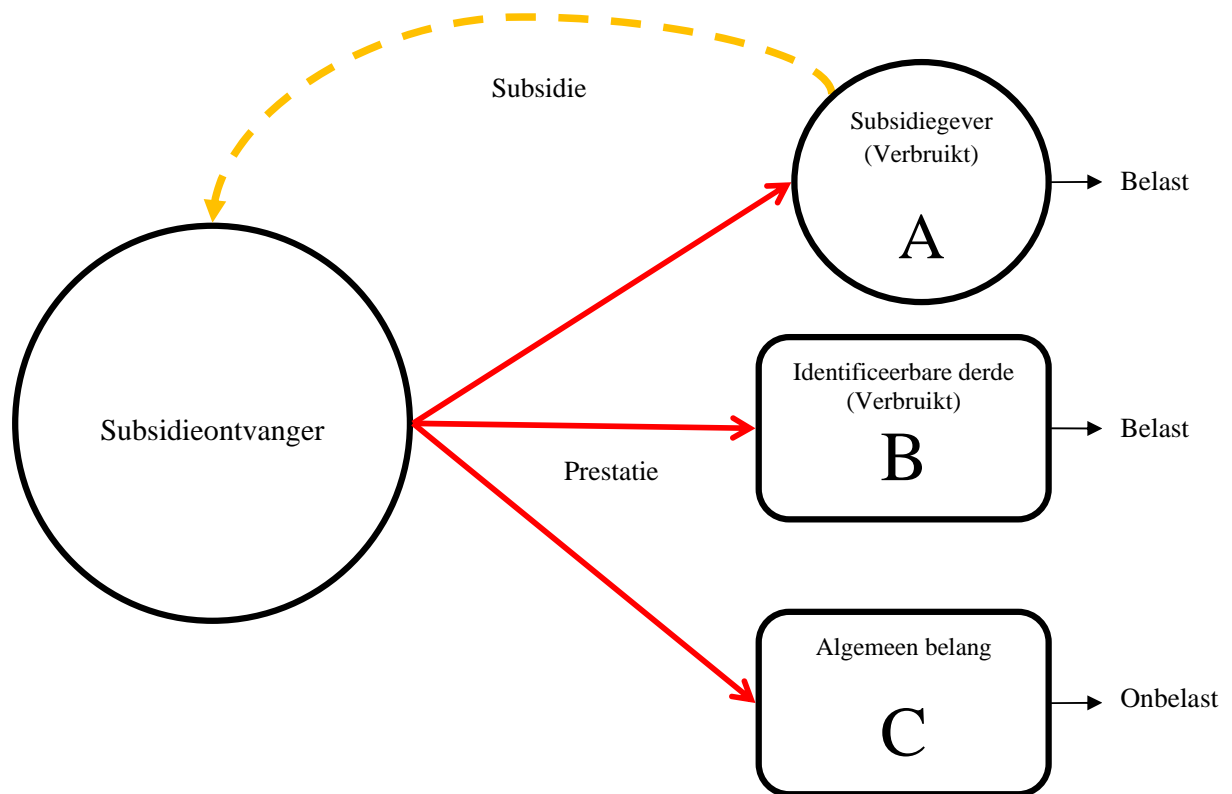 Subsidie
Subsidiegever
(Verbruikt)
A
Belast
Subsidieontvanger
Identificeerbare derde
(Verbruikt)
B
Belast
Prestatie
Algemeen belang
C
Onbelast